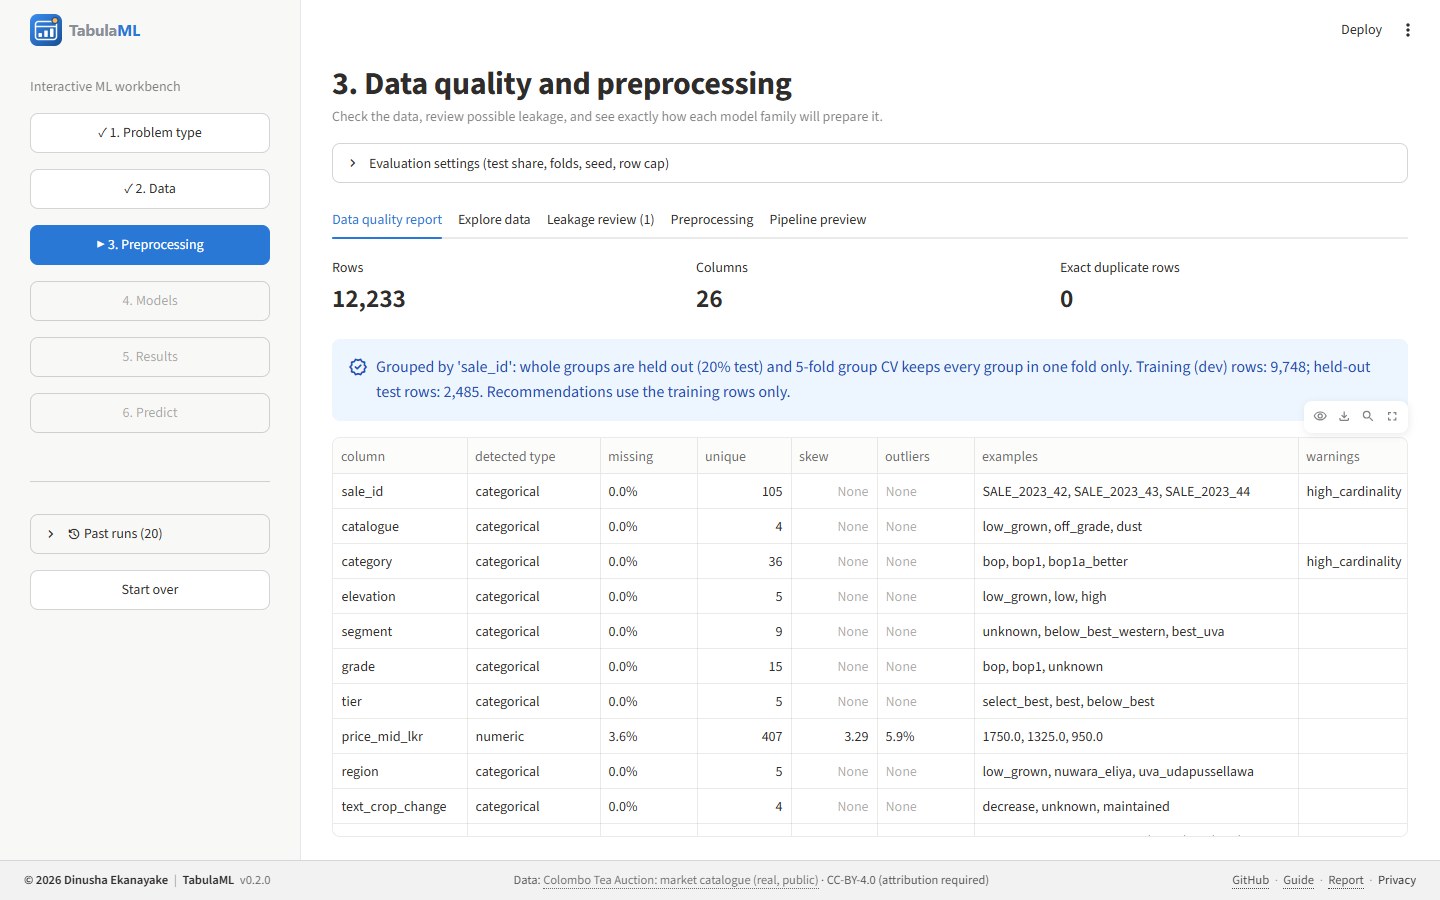 TabulaML
Interactive ML workbench
✓ 1. Problem type
✓ 2. Data
▶ 3. Preprocessing
4. Models
5. Results
6. Predict
Past runs (20)
Start over
Deploy
3. Data quality and preprocessing
Check the data, review possible leakage, and see exactly how each model family will prepare it.
Evaluation settings (test share, folds, seed, row cap)
Data quality report Explore data Leakage review (1) Preprocessing Pipeline preview
Rows Columns Exact duplicate rows
12,233 26 0
Grouped by 'sale_id': whole groups are held out (20% test) and 5-fold group CV keeps every group in one fold only. Training (dev) rows: 9,748; held-out
test rows: 2,485. Recommendations use the training rows only.
column detected type missing unique skew outliers examples warnings
sale_id categorical 0.0% 105 None None SALE_2023_42, SALE_2023_43, SALE_2023_44 high_cardinality
catalogue categorical 0.0% 4 None None low_grown, off_grade, dust
category categorical 0.0% 36 None None bop, bop1, bop1a_better high_cardinality
elevation categorical 0.0% 5 None None low_grown, low, high
segment categorical 0.0% 9 None None unknown, below_best_western, best_uva
grade categorical 0.0% 15 None None bop, bop1, unknown
tier categorical 0.0% 5 None None select_best, best, below_best
price_mid_lkr numeric 3.6% 407 3.29 5.9% 1750.0, 1325.0, 950.0
region categorical 0.0% 5 None None low_grown, nuwara_eliya, uva_udapussellawa
text_crop_change categorical 0.0% 4 None None decrease, unknown, maintained
© 2026 Dinusha Ekanayake | TabulaML v0.2.0
Data: Colombo Tea Auction: market catalogue (real, public) · CC-BY-4.0 (attribution required)
GitHub · Guide · Report · Privacy